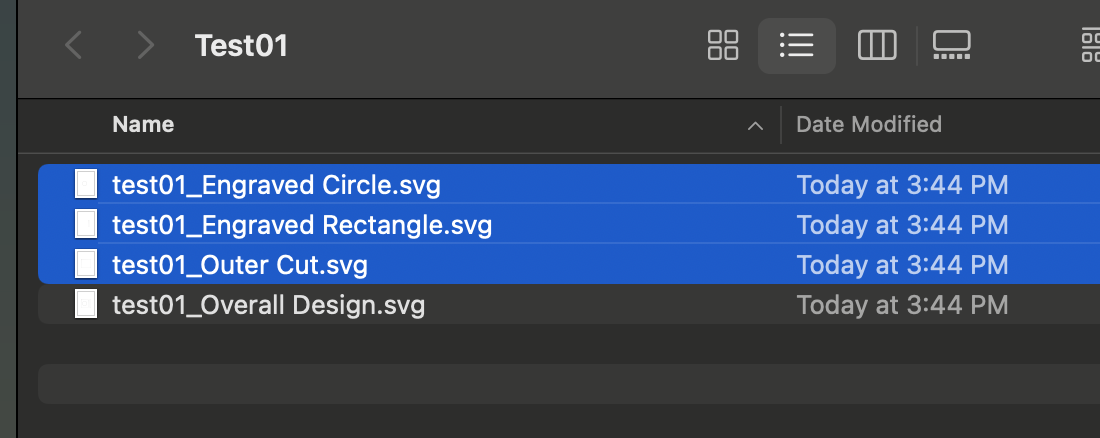 Test01
Name Date Modified
test01_Engraved Circle.svg Today at 3:44 PM
test01_Engraved Rectangle.svg Today at 3:44 PM
test01_Outer Cut.svg Today at 3:44 PM
test01_Overall Design.svg Today at 3:44 PM